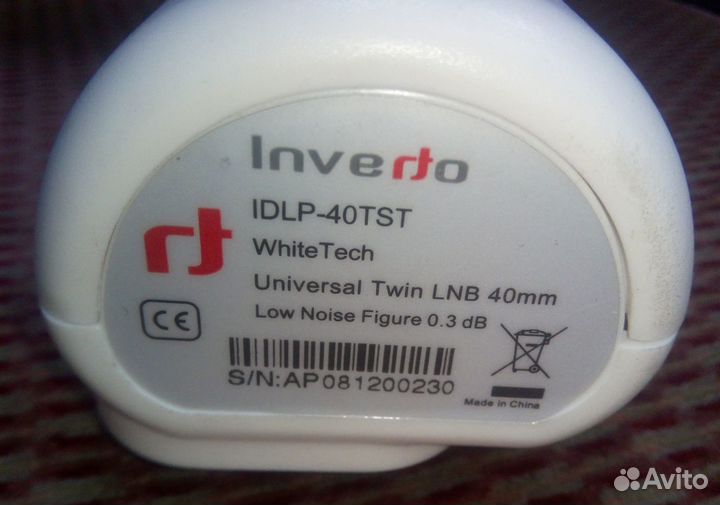 Inverto
IDLP-40TST
WhiteTech
Universal Twin LNB 40mm
Low Noise Figure 0.3 dB
CE
S/N:AP081200230
Made in China
Avito